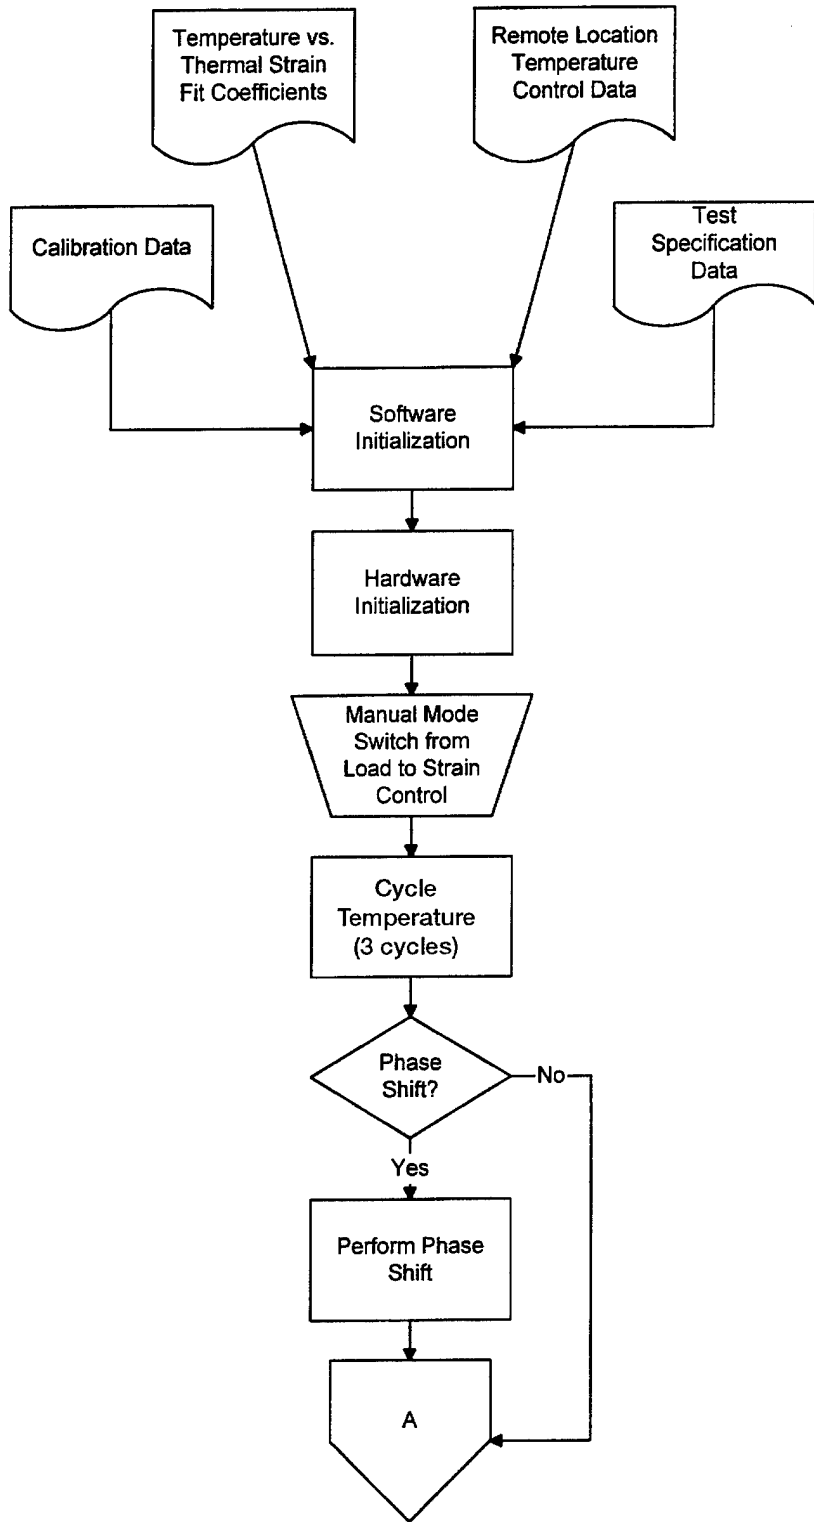 Temperature vs.
Thermal Strain
Fit Coefficients
Remote Location
Temperature
Control Data
Calibration Data
Test
Specification
Data
Software
Initialization
Hardware
Initialization
Manual Mode
Switch from
Load to Strain
Control
Cycle
Temperature
(3 cycles)
Phase
Shift?
No
Yes
Perform Phase
Shift
A